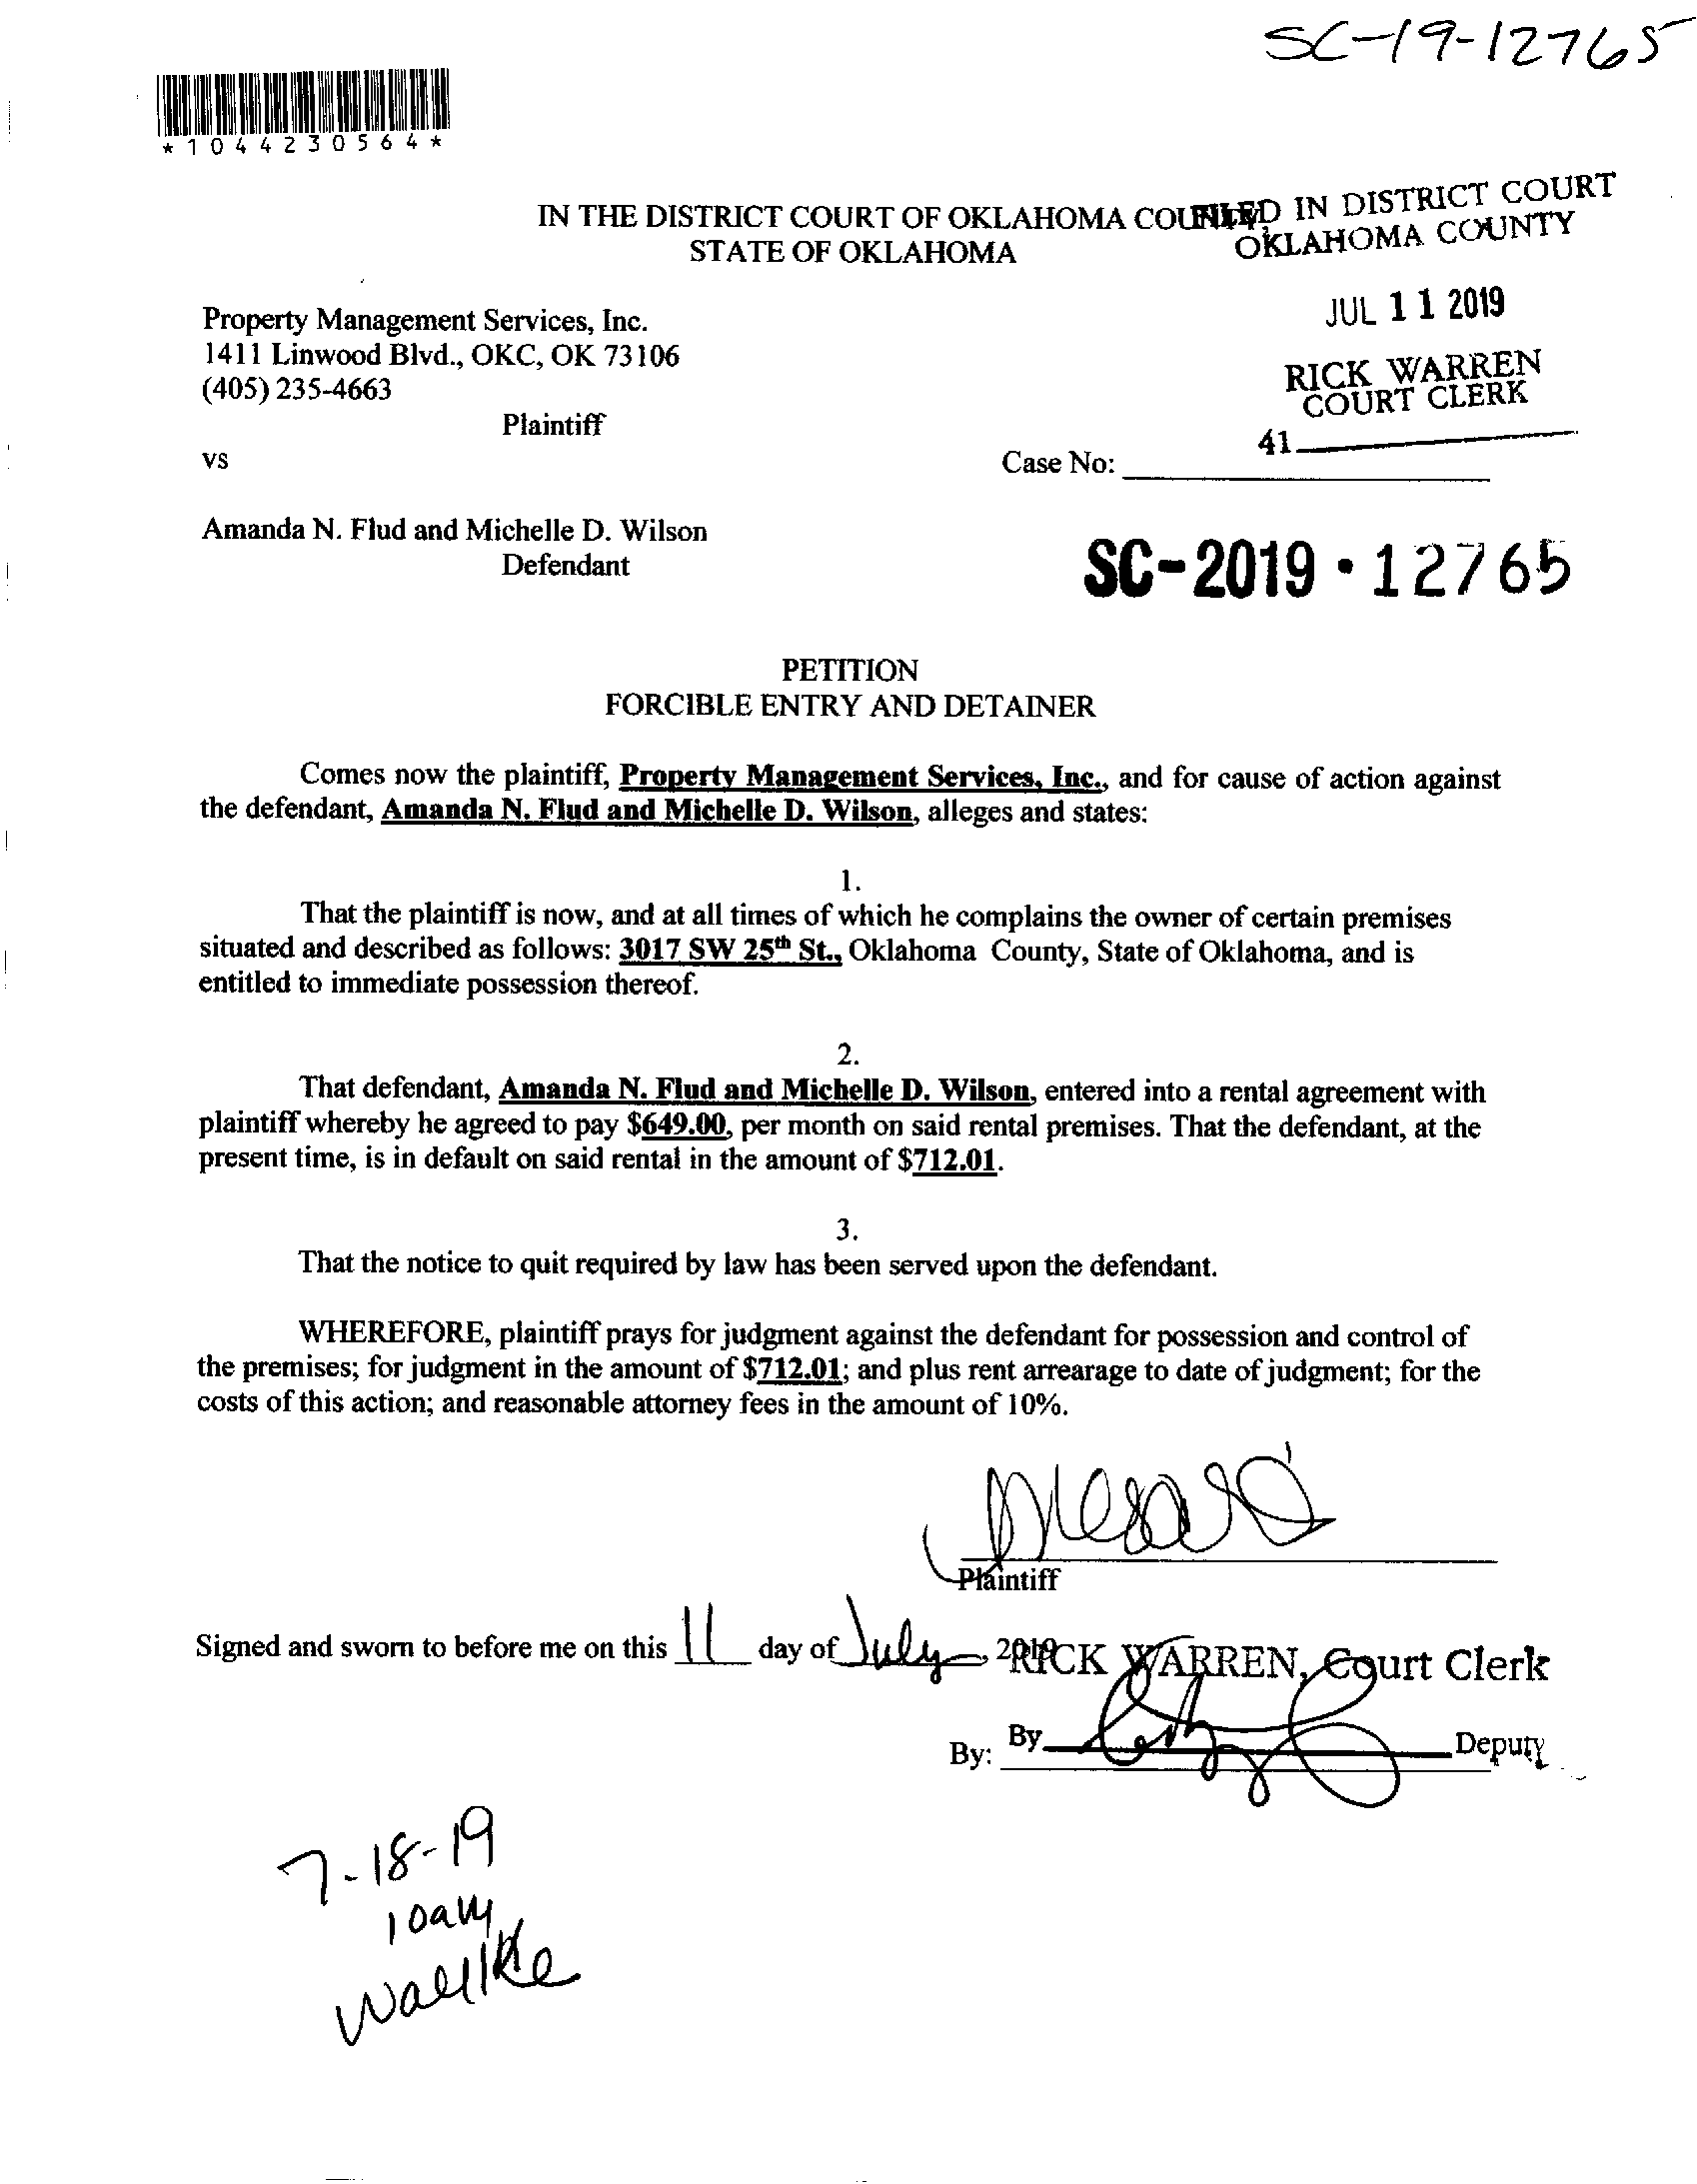 SC-19-12765
*1044230564*
IN THE DISTRICT COURT OF OKLAHOMA COUNTY,
STATE OF OKLAHOMA
FILED IN DISTRICT COURT
OKLAHOMA COUNTY
JUL 11 2019
RICK WARREN
COURT CLERK
41
Property Management Services, Inc.
1411 Linwood Blvd., OKC, OK 73106
(405) 235-4663
Plaintiff
vs
Case No:
Amanda N. Flud and Michelle D. Wilson
Defendant
SC-2019 • 12765
PETITION
FORCIBLE ENTRY AND DETAINER
Comes now the plaintiff, Property Management Services, Inc., and for cause of action against
the defendant, Amanda N. Flud and Michelle D. Wilson, alleges and states:
1.
That the plaintiff is now, and at all times of which he complains the owner of certain premises
situated and described as follows: 3017 SW 25th St., Oklahoma County, State of Oklahoma, and is
entitled to immediate possession thereof.
2.
That defendant, Amanda N. Flud and Michelle D. Wilson, entered into a rental agreement with
plaintiff whereby he agreed to pay $649.00, per month on said rental premises. That the defendant, at the
present time, is in default on said rental in the amount of $712.01.
3.
That the notice to quit required by law has been served upon the defendant.
WHEREFORE, plaintiff prays for judgment against the defendant for possession and control of
the premises; for judgment in the amount of $712.01; and plus rent arrearage to date of judgment; for the
costs of this action; and reasonable attorney fees in the amount of 10%.
Plaintiff
Signed and sworn to before me on this 11 day of July, 2019
RICK WARREN, Court Clerk
By: By Deputy
7-18-19
10am